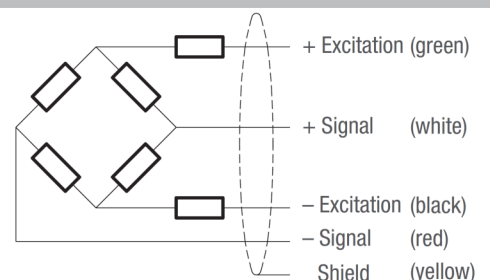 + Excitation (green)
+ Signal (white)
– Excitation (black)
– Signal (red)
Shield (yellow)